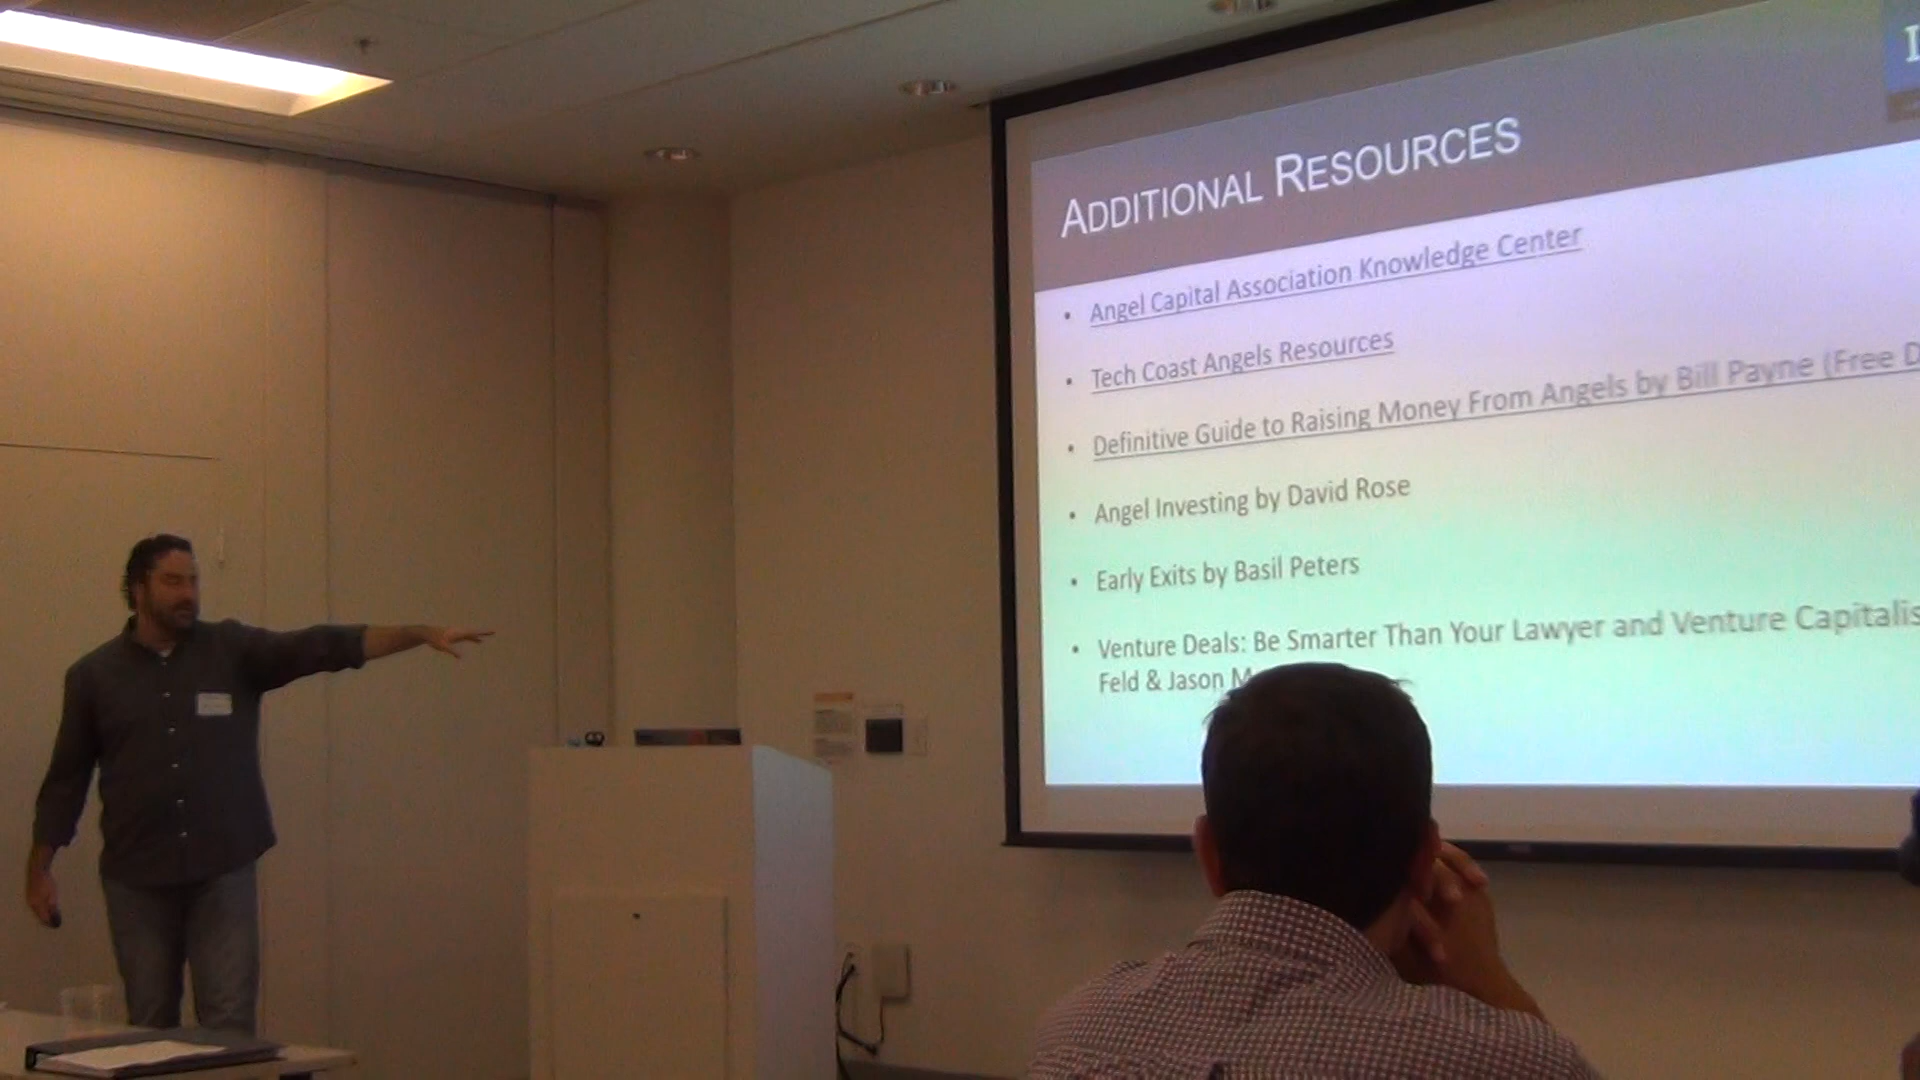 ADDITIONAL RESOURCES
• Angel Capital Association Knowledge Center
• Tech Coast Angels Resources
• Definitive Guide to Raising Money From Angels by Bill Payne (Free D
• Angel Investing by David Rose
• Early Exits by Basil Peters
• Venture Deals: Be Smarter Than Your Lawyer and Venture Capitalis
Feld & Jason M